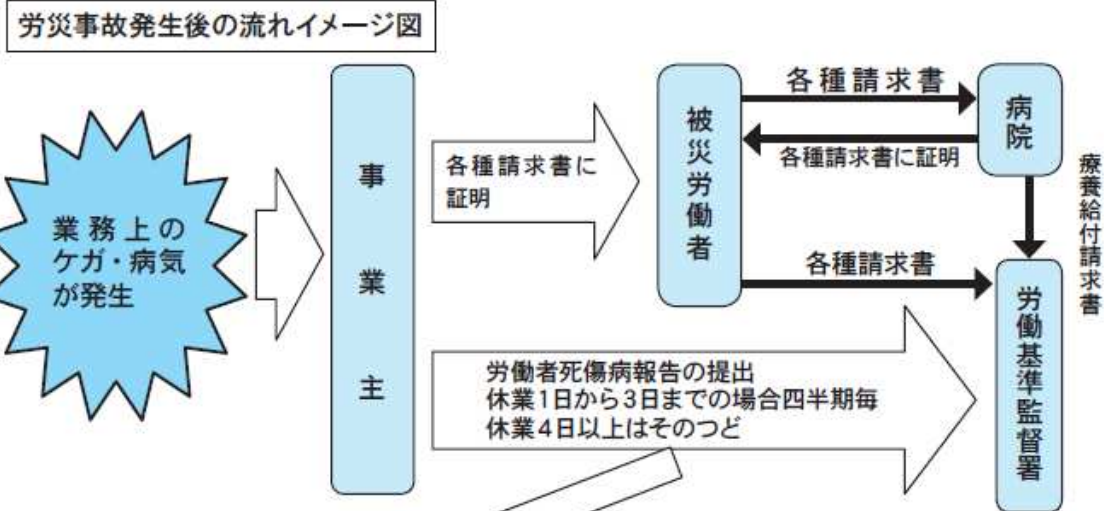 労災事故発生後の流れイメージ図
業務上の
ケガ・病気
が発生
事業主
各種請求書に
証明
被災労働者
各種請求書
各種請求書に証明
病院
療養給付請求書
各種請求書
労働者死傷病報告の提出
休業1日から3日までの場合四半期毎
休業4日以上はそのつど
労働基準監督署